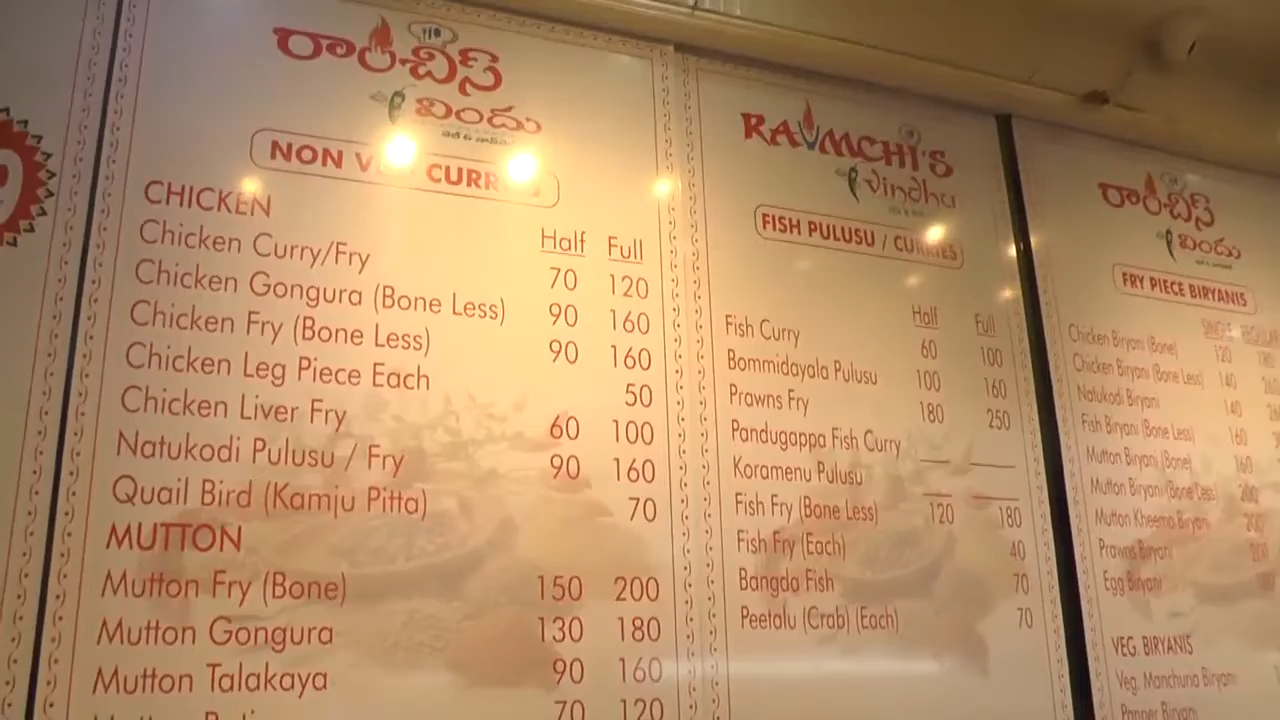 రాంచిస్
విందు
NON VEG CURRIES
CHICKEN
Half Full
Chicken Curry/Fry 70 120
Chicken Gongura (Bone Less) 90 160
Chicken Fry (Bone Less) 90 160
Chicken Leg Piece Each 50
Chicken Liver Fry 60 100
Natukodi Pulusu / Fry 90 160
Quail Bird (Kamju Pitta) 70
MUTTON
Mutton Fry (Bone) 150 200
Mutton Gongura 130 180
Mutton Talakaya 90 160
Mutton 70 120
RAMCHI'S
Vindhu
FISH PULUSU / CURRIES
Half Full
Fish Curry 60 100
Bommidayala Pulusu 100 160
Prawns Fry 180 250
Pandugappa Fish Curry
Koramenu Pulusu
Fish Fry (Bone Less) 120 180
Fish Fry (Each) 40
Bangda Fish 70
Peetalu (Crab) (Each) 70
రాంచిస్
విందు
FRY PIECE BIRYANIS
SINGLE
Chicken Biryani (Bone) 120
Chicken Biryani (Bone Less) 140
Natukodi Biryani 140
Fish Biryani (Bone Less) 160
Mutton Biryani (Bone) 160
Mutton Biryani (Bone Less) 200
Mutton Kheema Biryani 200
Prawns Biryani
Egg Biryani
VEG. BIRYANIS
Veg. Manchuria Biryani
Panner Biryani